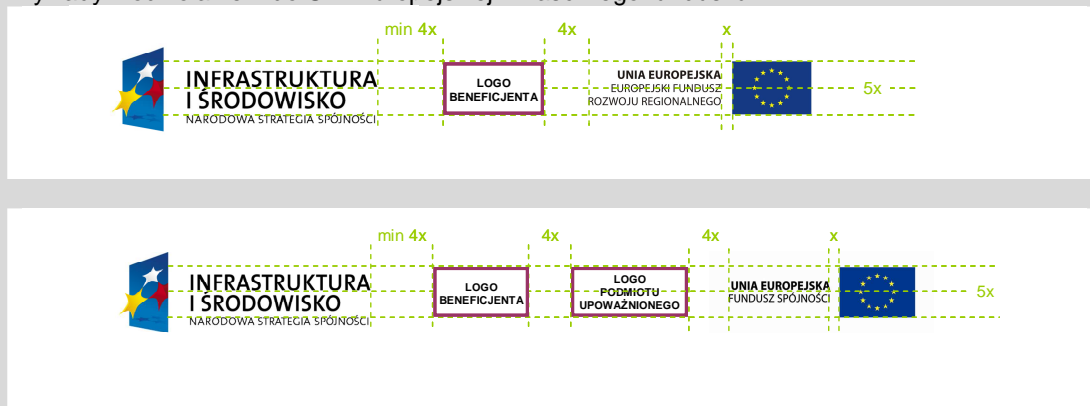 min 4x 4x x
INFRASTRUKTURA
I ŚRODOWISKO
NARODOWA STRATEGIA SPÓJNOŚCI
LOGO
BENEFICJENTA
UNIA EUROPEJSKA
EUROPEJSKI FUNDUSZ
ROZWOJU REGIONALNEGO
5x
min 4x 4x 4x x
INFRASTRUKTURA
I ŚRODOWISKO
NARODOWA STRATEGIA SPÓJNOŚCI
LOGO
BENEFICJENTA
LOGO
PODMIOTU
UPOWAŻNIONEGO
UNIA EUROPEJSKA
FUNDUSZ SPÓJNOŚCI
5x